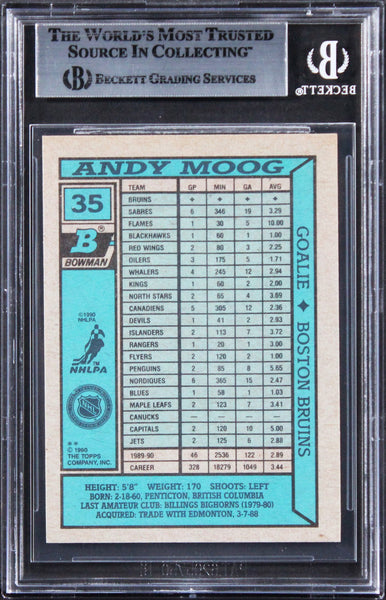 THE WORLD'S MOST TRUSTED
SOURCE IN COLLECTING™
B BECKETT GRADING SERVICES
B BECKETT
ANDY MOOG
35
B®
BOWMAN
©1990
NHLPA
™
NHLPA
NHL
**
© 1990
THE TOPPS
COMPANY, INC.
TEAM GP MIN GA AVG
BRUINS ♦ ♦ ♦ ♦
SABRES 6 346 19 3.29
FLAMES 1 30 5 10.00
BLACKHAWKS 1 60 1 1.00
RED WINGS 2 80 3 2.25
OILERS 3 175 5 1.71
WHALERS 4 245 12 2.94
KINGS 1 60 2 2.00
NORTH STARS 2 65 4 3.69
CANADIENS 5 305 12 2.36
DEVILS 1 41 2 2.93
ISLANDERS 2 113 7 3.72
RANGERS 1 20 1 3.00
FLYERS 2 120 2 1.00
PENGUINS 2 85 8 5.65
NORDIQUES 6 365 15 2.47
BLUES 1 58 1 1.03
MAPLE LEAFS 2 123 7 3.41
CANUCKS — — — —
CAPITALS 2 120 10 5.00
JETS 2 125 6 2.88
1989-90 46 2536 122 2.89
CAREER 328 18279 1049 3.44
GOALIE ♦ BOSTON BRUINS
HEIGHT: 5'8" WEIGHT: 170 SHOOTS: LEFT
BORN: 2-18-60, PENTICTON, BRITISH COLUMBIA
LAST AMATEUR CLUB: BILLINGS BIGHORNS (1979-80)
ACQUIRED: TRADE WITH EDMONTON, 3-7-88